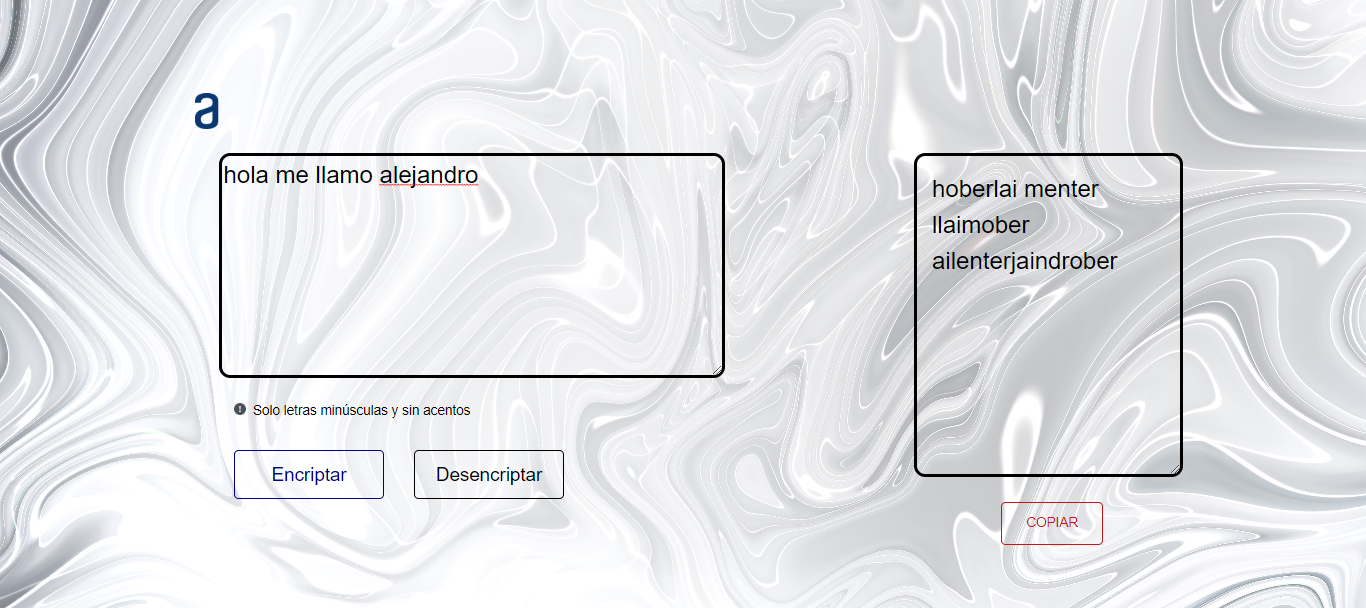 a
hola me llamo alejandro
Solo letras minúsculas y sin acentos
Encriptar
Desencriptar
hoberlai menter
llaimober
ailenterjaindrober
COPIAR